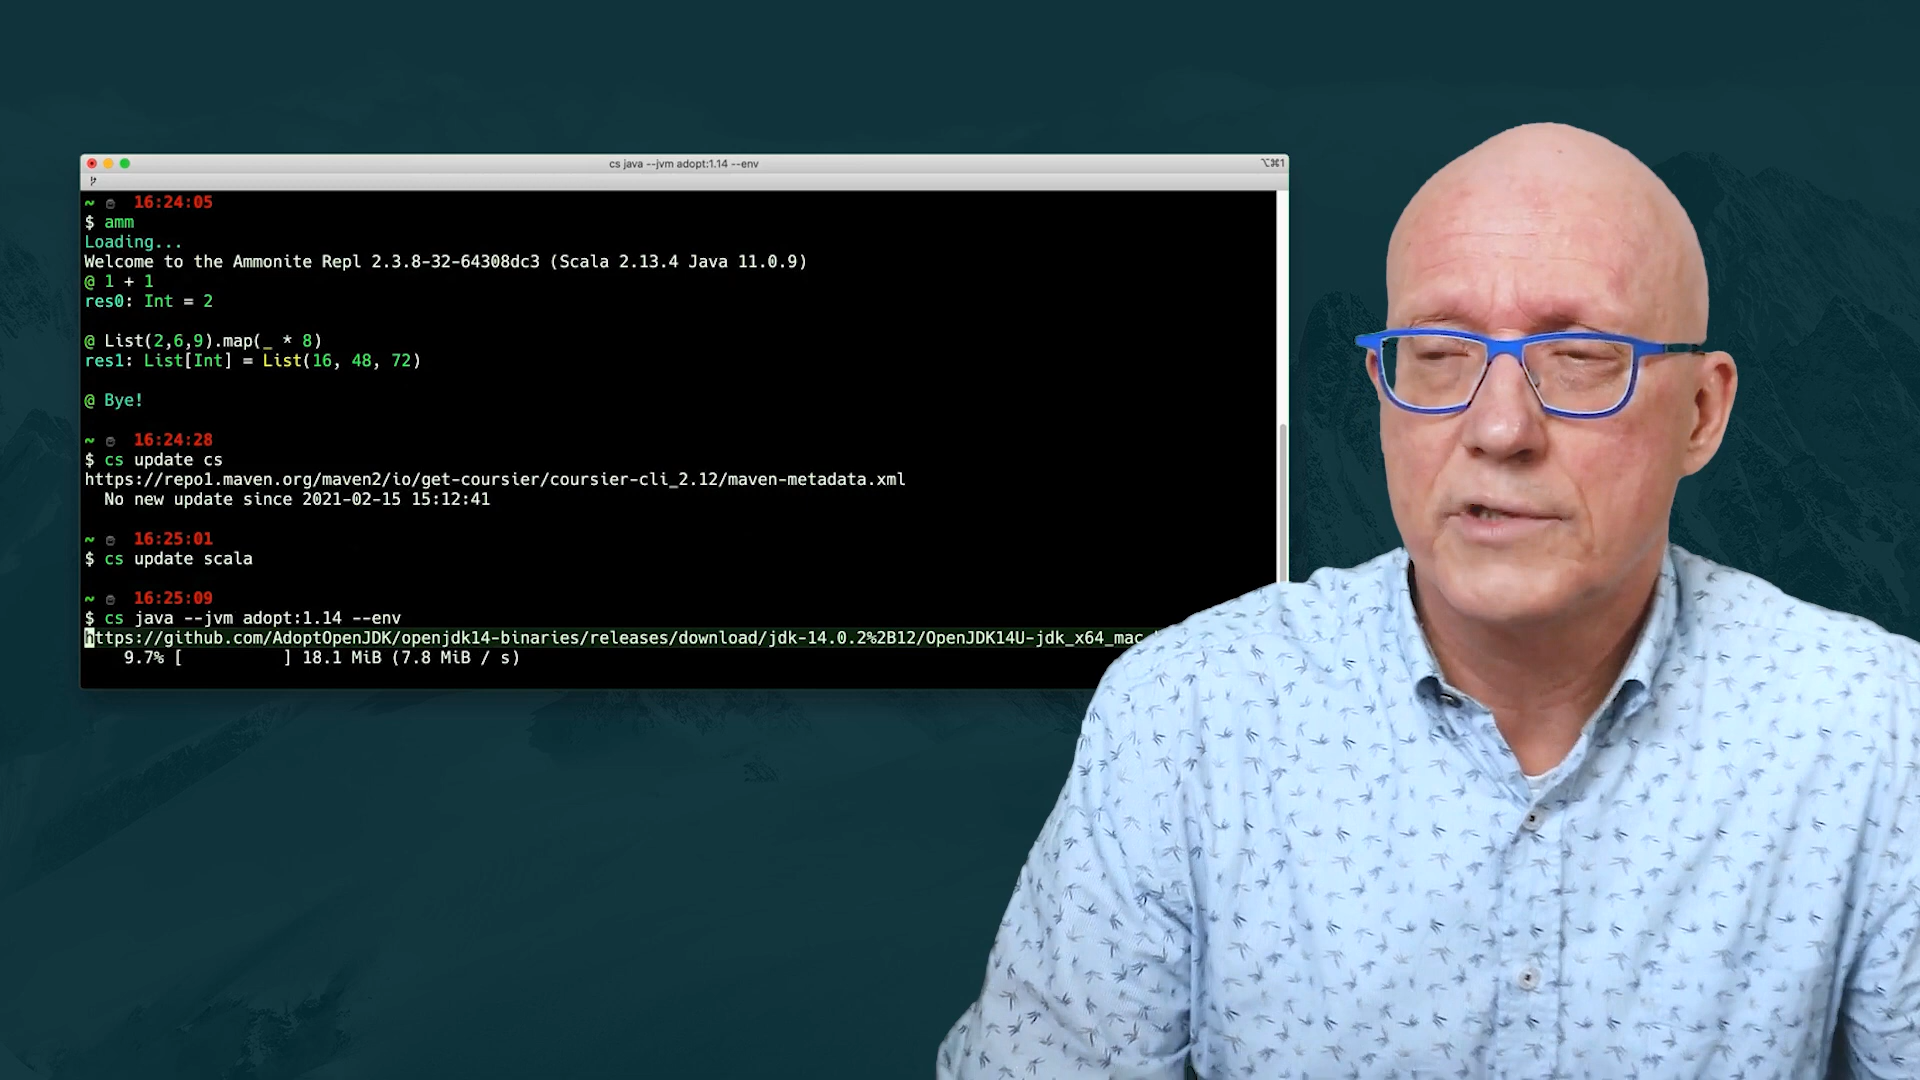 cs java --jvm adopt:1.14 --env
⌥⌘1
~ 16:24:05
$ amm
Loading...
Welcome to the Ammonite Repl 2.3.8-32-64308dc3 (Scala 2.13.4 Java 11.0.9)
@ 1 + 1
res0: Int = 2
@ List(2,6,9).map(_ * 8)
res1: List[Int] = List(16, 48, 72)
@ Bye!
~ 16:24:28
$ cs update cs
https://repo1.maven.org/maven2/io/get-coursier/coursier-cli_2.12/maven-metadata.xml
No new update since 2021-02-15 15:12:41
~ 16:25:01
$ cs update scala
~ 16:25:09
$ cs java --jvm adopt:1.14 --env
https://github.com/AdoptOpenJDK/openjdk14-binaries/releases/download/jdk-14.0.2%2B12/OpenJDK14U-jdk_x64_mac_
9.7% [ ] 18.1 MiB (7.8 MiB / s)